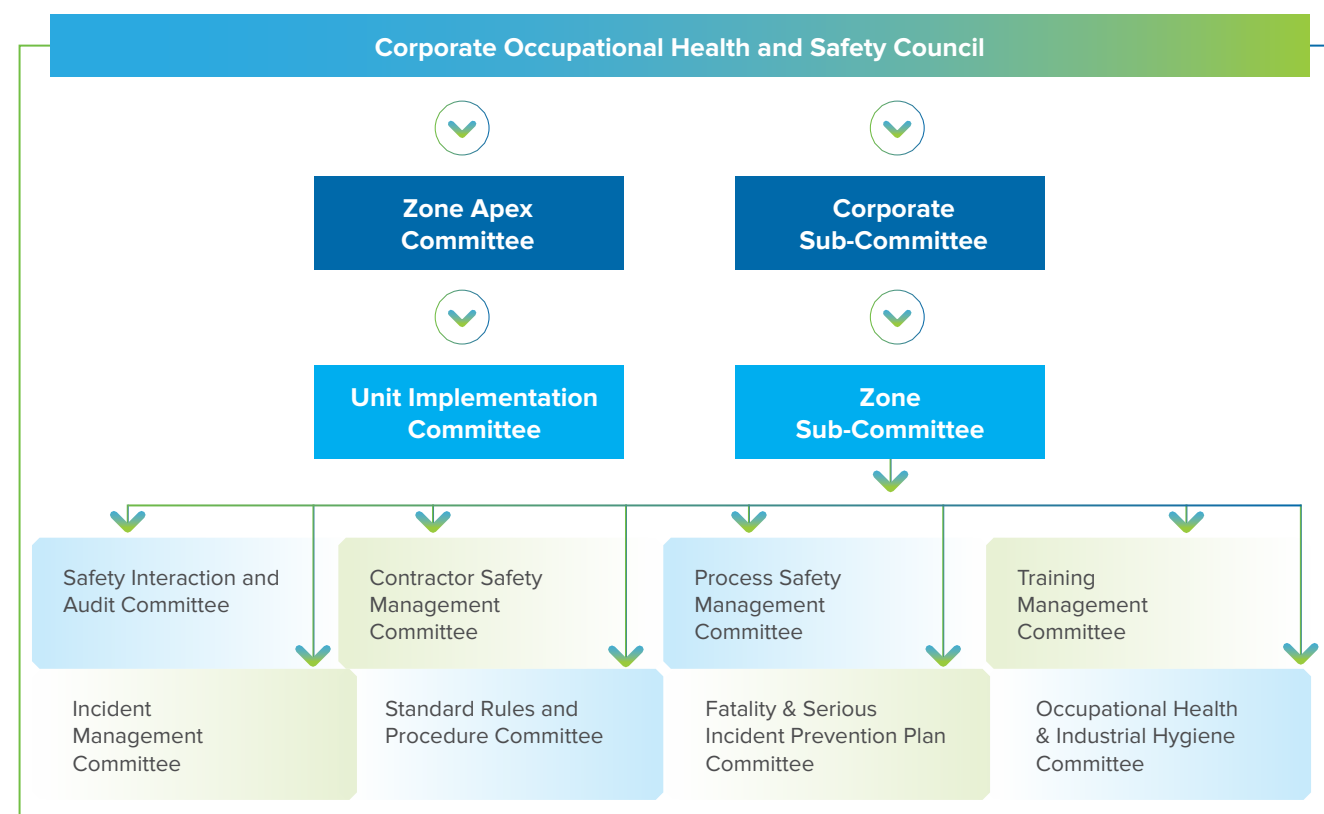 Corporate Occupational Health and Safety Council
Zone Apex
Committee
Corporate
Sub-Committee
Unit Implementation
Committee
Zone
Sub-Committee
Safety Interaction and
Audit Committee
Contractor Safety
Management
Committee
Process Safety
Management
Committee
Training
Management
Committee
Incident
Management
Committee
Standard Rules and
Procedure Committee
Fatality & Serious
Incident Prevention Plan
Committee
Occupational Health
& Industrial Hygiene
Committee